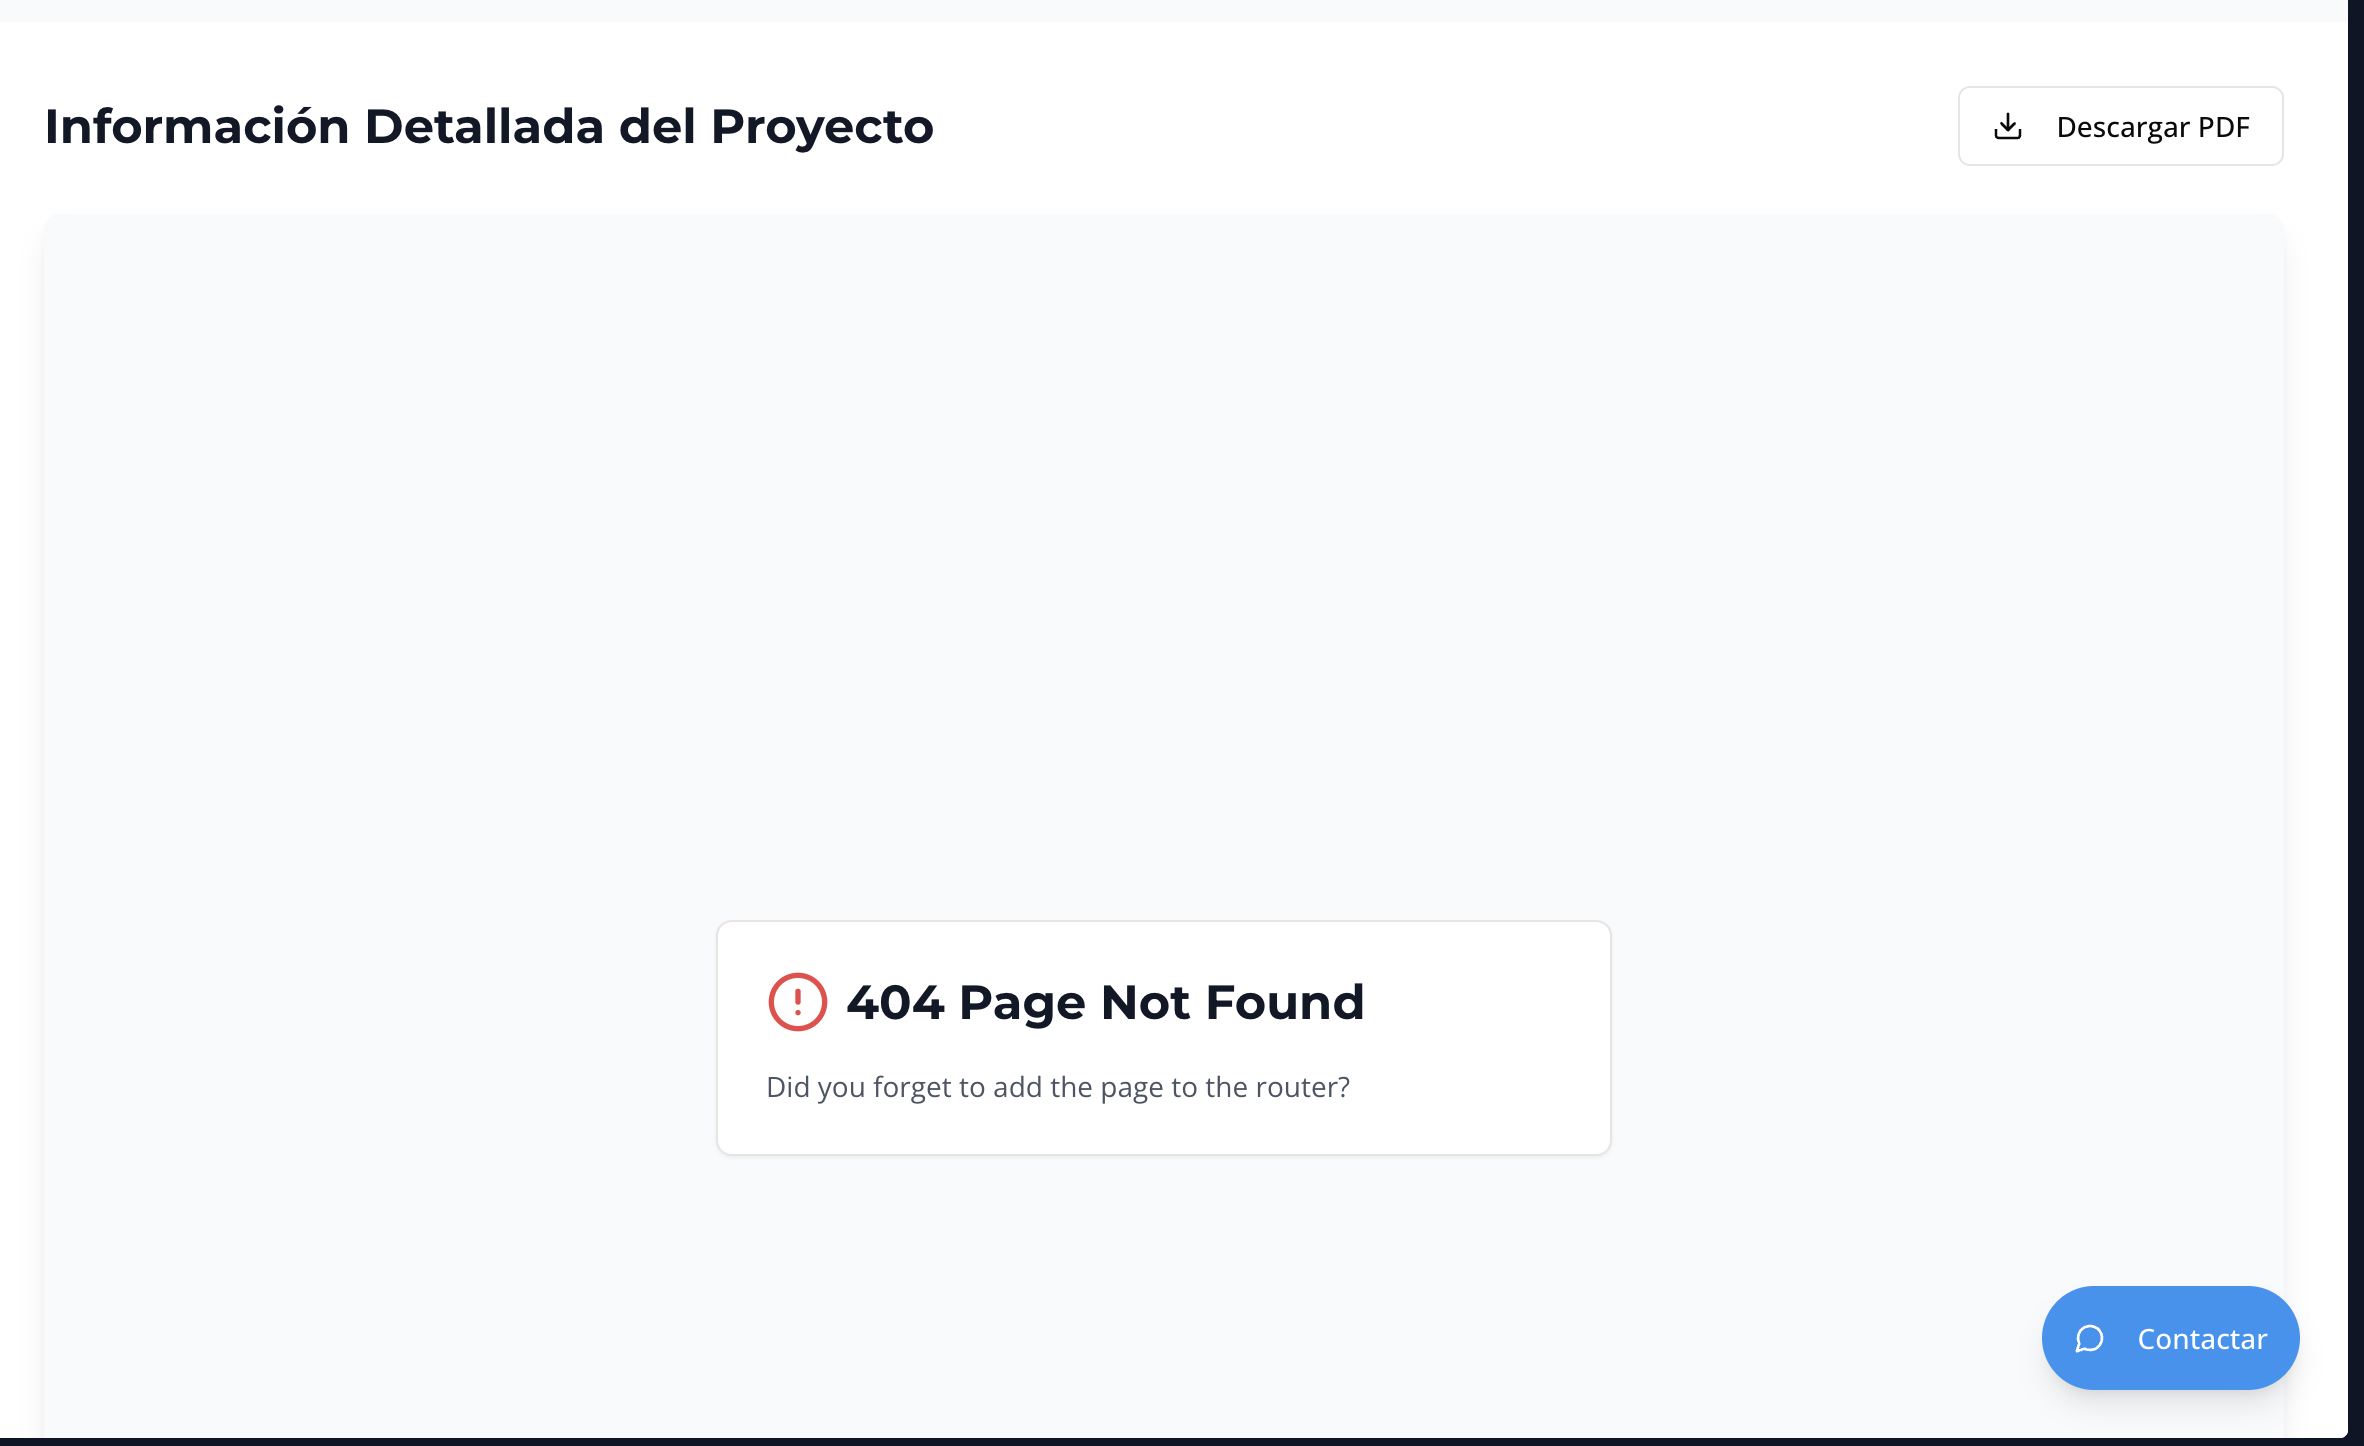 Información Detallada del Proyecto
Descargar PDF
404 Page Not Found
Did you forget to add the page to the router?
Contactar